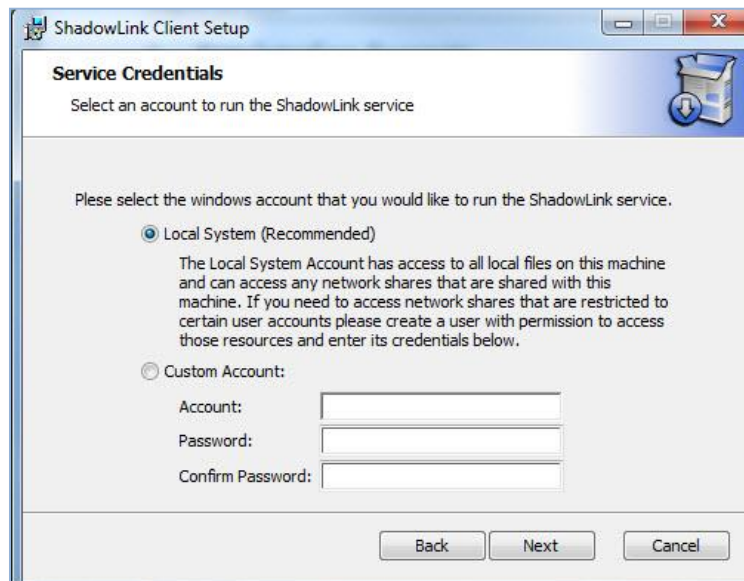 ShadowLink Client Setup
Service Credentials
Select an account to run the ShadowLink service
Plese select the windows account that you would like to run the ShadowLink service.
Local System (Recommended)
The Local System Account has access to all local files on this machine
and can access any network shares that are shared with this
machine. If you need to access network shares that are restricted to
certain user accounts please create a user with permission to access
those resources and enter its credentials below.
Custom Account:
Account:
Password:
Confirm Password:
Back Next Cancel